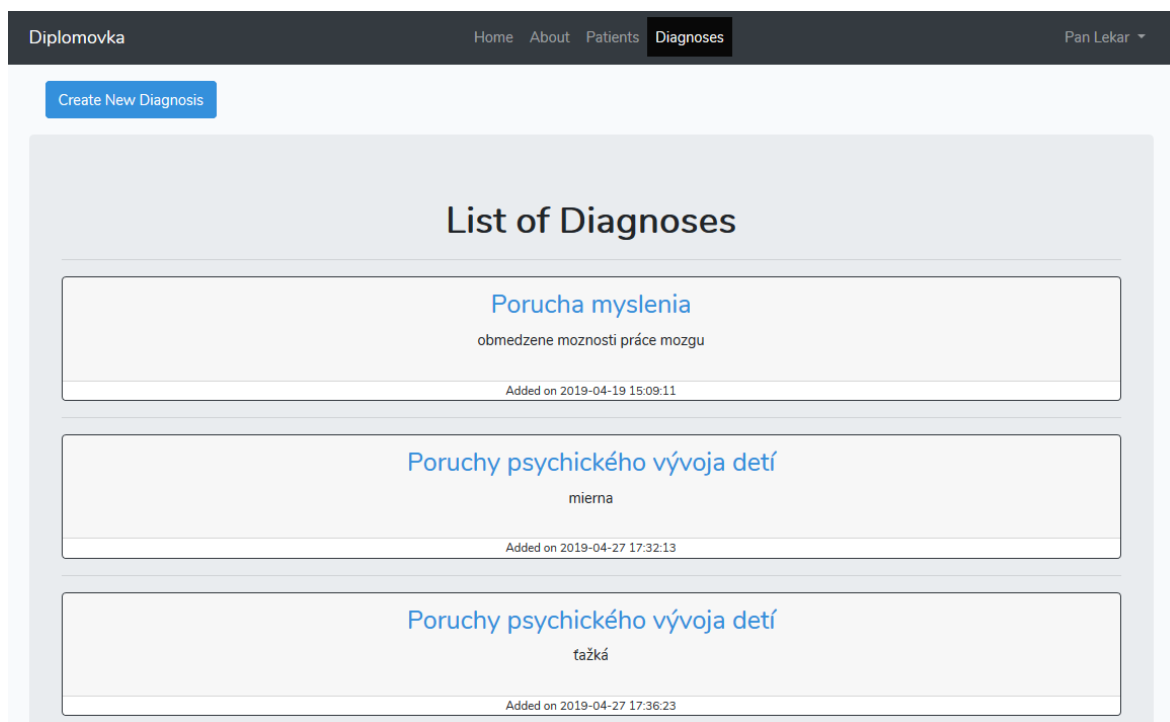 Diplomovka Home About Patients Diagnoses Pan Lekar
Create New Diagnosis
List of Diagnoses
Porucha myslenia
obmedzene moznosti práce mozgu
Added on 2019-04-19 15:09:11
Poruchy psychického vývoja detí
mierna
Added on 2019-04-27 17:32:13
Poruchy psychického vývoja detí
ťažká
Added on 2019-04-27 17:36:23